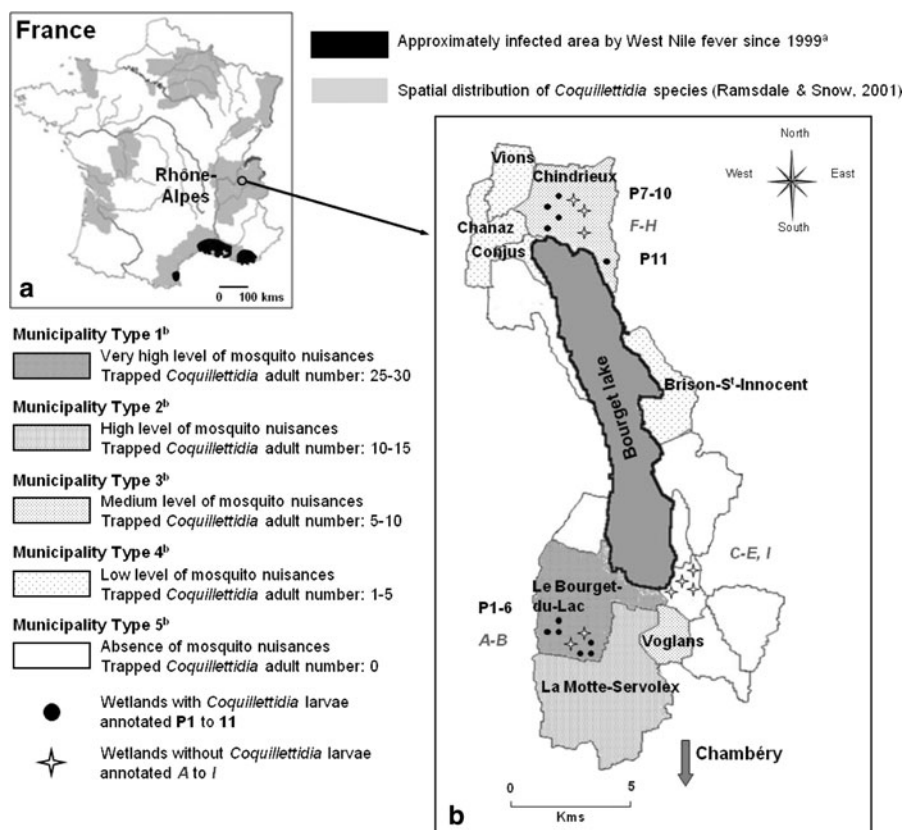 France
Rhône-
Alpes
0 100 kms
a
Approximately infected area by West Nile fever since 1999ᵃ
Spatial distribution of Coquillettidia species (Ramsdale & Snow, 2001)
Municipality Type 1ᵇ
Very high level of mosquito nuisances
Trapped Coquillettidia adult number: 25-30
Municipality Type 2ᵇ
High level of mosquito nuisances
Trapped Coquillettidia adult number: 10-15
Municipality Type 3ᵇ
Medium level of mosquito nuisances
Trapped Coquillettidia adult number: 5-10
Municipality Type 4ᵇ
Low level of mosquito nuisances
Trapped Coquillettidia adult number: 1-5
Municipality Type 5ᵇ
Absence of mosquito nuisances
Trapped Coquillettidia adult number: 0
Wetlands with Coquillettidia larvae
annotated P1 to 11
Wetlands without Coquillettidia larvae
annotated A to I
North
West East
South
Vions
Chindrieux
P7-10
F-H
Chanaz
Conjus
P11
Brison-Sᵗ-Innocent
Bourget lake
C-E, I
Le Bourget-
du-Lac
P1-6
A-B
Voglans
La Motte-Servolex
Chambéry
0 5
Kms
b